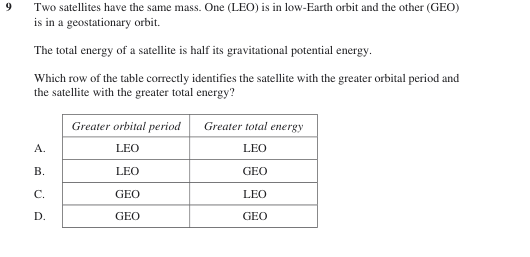 9 Two satellites have the same mass. One (LEO) is in low-Earth orbit and the other (GEO)
is in a geostationary orbit.
The total energy of a satellite is half its gravitational potential energy.
Which row of the table correctly identifies the satellite with the greater orbital period and
the satellite with the greater total energy?
Greater orbital period Greater total energy
A. LEO LEO
B. LEO GEO
C. GEO LEO
D. GEO GEO